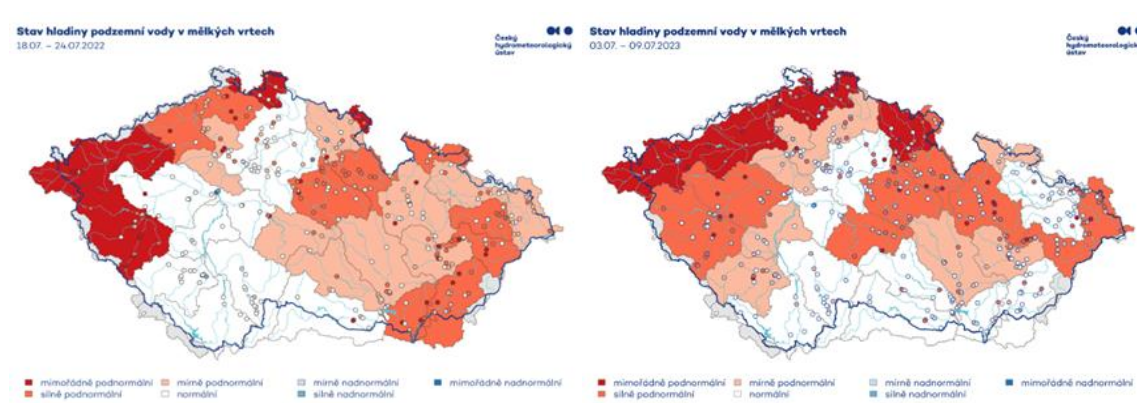 Stav hladiny podzemní vody v mělkých vrtech
18.07. – 24.07.2022
Český
hydrometeorologický
ústav
mimořádně podnormální
silně podnormální
mírně podnormální
normální
mírně nadnormální
silně nadnormální
mimořádně nadnormální
Stav hladiny podzemní vody v mělkých vrtech
03.07. – 09.07.2023
Český
hydrometeorologický
ústav
mimořádně podnormální
silně podnormální
mírně podnormální
normální
mírně nadnormální
silně nadnormální
mimořádně nadnormální